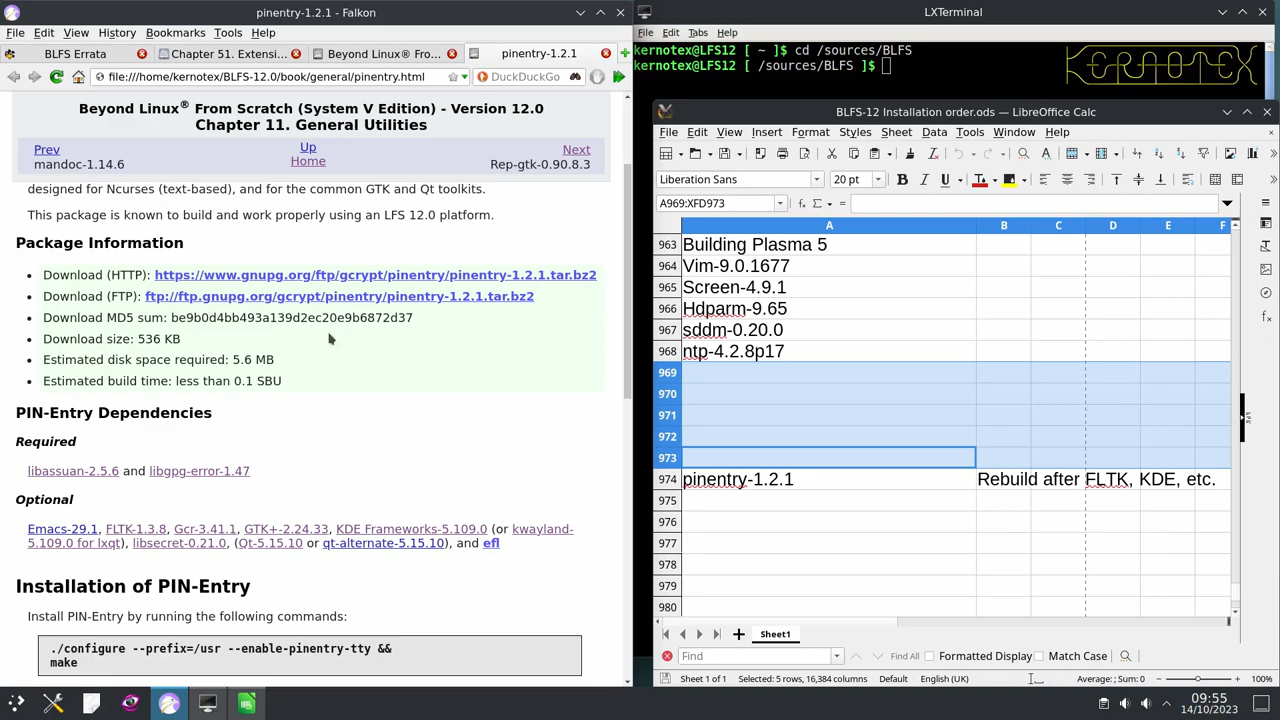 pinentry-1.2.1 - Falkon
File Edit View History Bookmarks Tools Help
BLFS Errata
Chapter 51. Extensi...
Beyond Linux® Fro...
pinentry-1.2.1
file:///home/kernotex/BLFS-12.0/book/general/pinentry.html
DuckDuckGo
Beyond Linux® From Scratch (System V Edition) - Version 12.0
Chapter 11. General Utilities
Prev Up Next
mandoc-1.14.6 Home Rep-gtk-0.90.8.3
designed for Ncurses (text-based), and for the common GTK and Qt toolkits.
This package is known to build and work properly using an LFS 12.0 platform.
Package Information
Download (HTTP): https://www.gnupg.org/ftp/gcrypt/pinentry/pinentry-1.2.1.tar.bz2
Download (FTP): ftp://ftp.gnupg.org/gcrypt/pinentry/pinentry-1.2.1.tar.bz2
Download MD5 sum: be9b0d4bb493a139d2ec20e9b6872d37
Download size: 536 KB
Estimated disk space required: 5.6 MB
Estimated build time: less than 0.1 SBU
PIN-Entry Dependencies
Required
libassuan-2.5.6 and libgpg-error-1.47
Optional
Emacs-29.1, FLTK-1.3.8, Gcr-3.41.1, GTK+-2.24.33, KDE Frameworks-5.109.0 (or kwayland-
5.109.0 for lxqt), libsecret-0.21.0, (Qt-5.15.10 or qt-alternate-5.15.10), and efl
Installation of PIN-Entry
Install PIN-Entry by running the following commands:
./configure --prefix=/usr --enable-pinentry-tty &&
make
LXTerminal
File Edit Tabs Help
kernotex@LFS12 [ ~ ]$ cd /sources/BLFS
kernotex@LFS12 [ /sources/BLFS ]$
KERNOTEX
BLFS-12 Installation order.ods — LibreOffice Calc
File Edit View Insert Format Styles Sheet Data Tools Window Help
Liberation Sans 20 pt
A969:XFD973
A B C D E F
963 Building Plasma 5
964 Vim-9.0.1677
965 Screen-4.9.1
966 Hdparm-9.65
967 sddm-0.20.0
968 ntp-4.2.8p17
969
970
971
972
973
974 pinentry-1.2.1 Rebuild after FLTK, KDE, etc.
975
976
977
978
979
980
Sheet1
Find Find All Formatted Display Match Case
Sheet 1 of 1 Selected: 5 rows, 16,384 columns Default English (UK) Average: ; Sum: 0 100%
09:55
14/10/2023